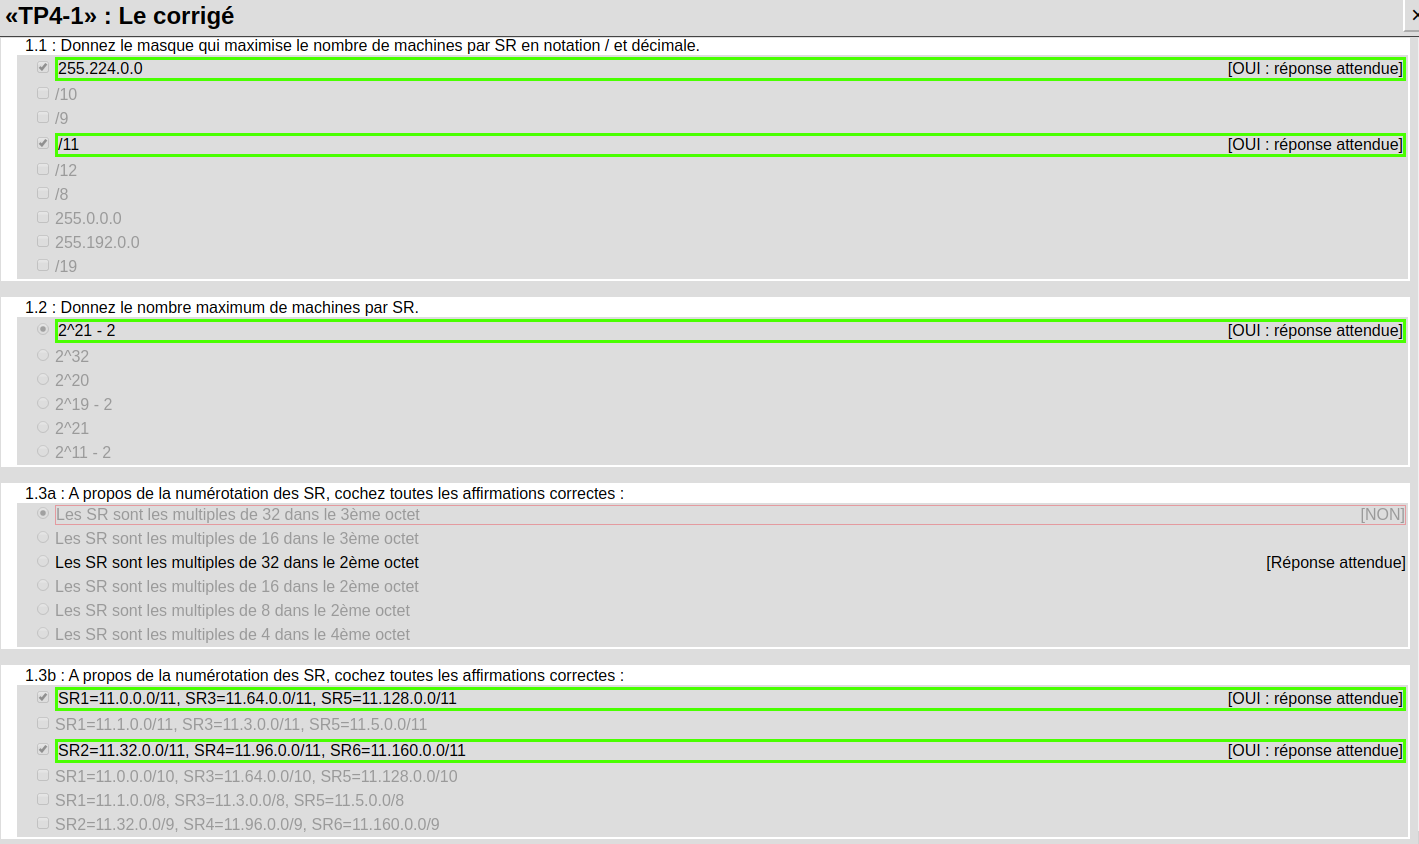 «TP4-1» : Le corrigé
×
1.1 : Donnez le masque qui maximise le nombre de machines par SR en notation / et décimale.
255.224.0.0 [OUI : réponse attendue]
/10
/9
/11 [OUI : réponse attendue]
/12
/8
255.0.0.0
255.192.0.0
/19
1.2 : Donnez le nombre maximum de machines par SR.
2^21 - 2 [OUI : réponse attendue]
2^32
2^20
2^19 - 2
2^21
2^11 - 2
1.3a : A propos de la numérotation des SR, cochez toutes les affirmations correctes :
Les SR sont les multiples de 32 dans le 3ème octet [NON]
Les SR sont les multiples de 16 dans le 3ème octet
Les SR sont les multiples de 32 dans le 2ème octet [Réponse attendue]
Les SR sont les multiples de 16 dans le 2ème octet
Les SR sont les multiples de 8 dans le 2ème octet
Les SR sont les multiples de 4 dans le 4ème octet
1.3b : A propos de la numérotation des SR, cochez toutes les affirmations correctes :
SR1=11.0.0.0/11, SR3=11.64.0.0/11, SR5=11.128.0.0/11 [OUI : réponse attendue]
SR1=11.1.0.0/11, SR3=11.3.0.0/11, SR5=11.5.0.0/11
SR2=11.32.0.0/11, SR4=11.96.0.0/11, SR6=11.160.0.0/11 [OUI : réponse attendue]
SR1=11.0.0.0/10, SR3=11.64.0.0/10, SR5=11.128.0.0/10
SR1=11.1.0.0/8, SR3=11.3.0.0/8, SR5=11.5.0.0/8
SR2=11.32.0.0/9, SR4=11.96.0.0/9, SR6=11.160.0.0/9